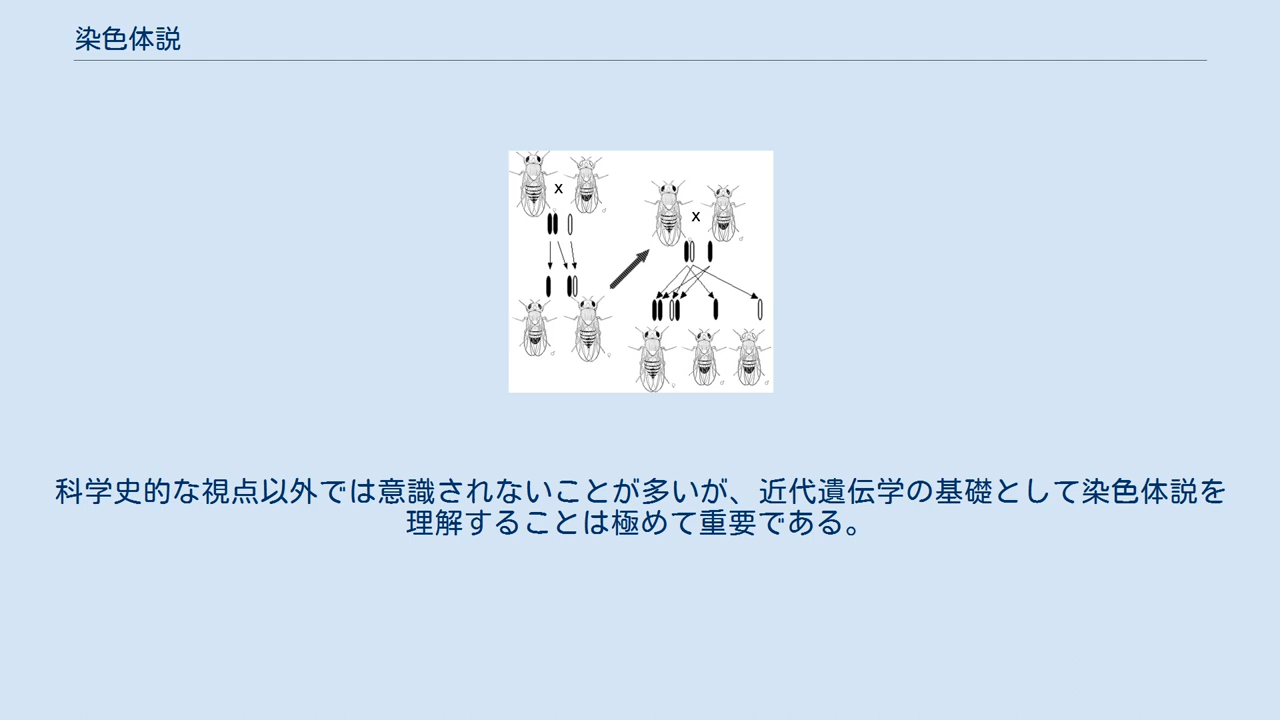 染色体説
x
x
科学史的な視点以外では意識されないことが多いが、近代遺伝学の基礎として染色体説を
理解することは極めて重要である。